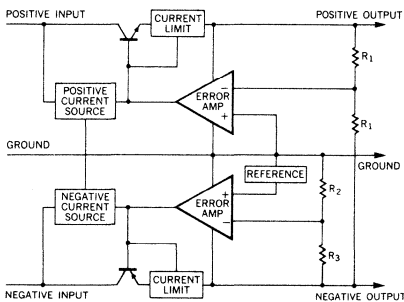 POSITIVE INPUT
CURRENT
LIMIT
POSITIVE OUTPUT
R1
POSITIVE
CURRENT
SOURCE
ERROR
AMP
−
+
R1
GROUND
GROUND
REFERENCE
NEGATIVE
CURRENT
SOURCE
ERROR
AMP
+
−
R2
R3
CURRENT
LIMIT
NEGATIVE INPUT
NEGATIVE OUTPUT